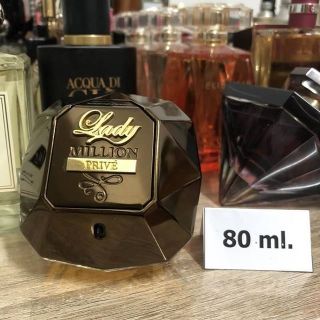 ACQUA DI
Lady
MILLION
PRIVÉ
80 ml.